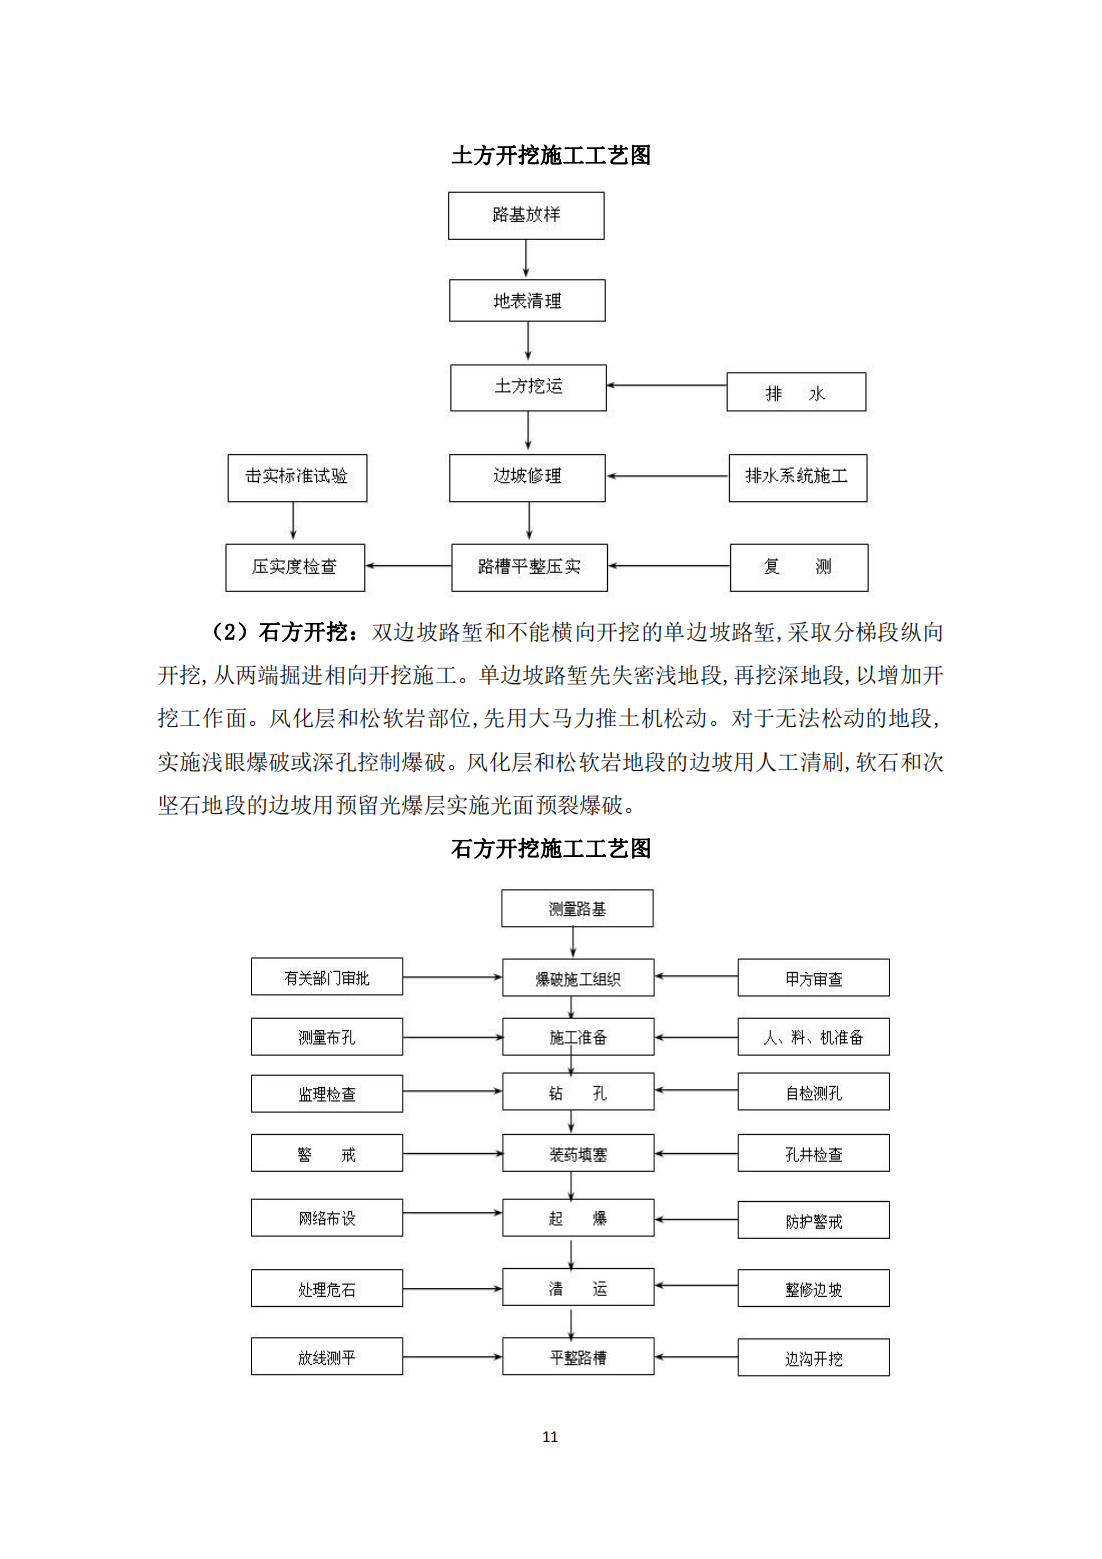 土方开挖施工工艺图
路基放样
地表清理
土方挖运
排 水
击实标准试验
边坡修理
排水系统施工
压实度检查
路槽平整压实
复 测
（2）石方开挖：双边坡路堑和不能横向开挖的单边坡路堑,采取分梯段纵向
开挖,从两端掘进相向开挖施工。单边坡路堑先失密浅地段,再挖深地段,以增加开
挖工作面。风化层和松软岩部位,先用大马力推土机松动。对于无法松动的地段,
实施浅眼爆破或深孔控制爆破。风化层和松软岩地段的边坡用人工清刷,软石和次
坚石地段的边坡用预留光爆层实施光面预裂爆破。
石方开挖施工工艺图
测量路基
有关部门审批
爆破施工组织
甲方审查
测量布孔
施工准备
人、料、机准备
监理检查
钻 孔
自检测孔
警 戒
装药填塞
孔井检查
网络布设
起 爆
防护警戒
处理危石
清 运
整修边坡
放线测平
平整路槽
边沟开挖
11